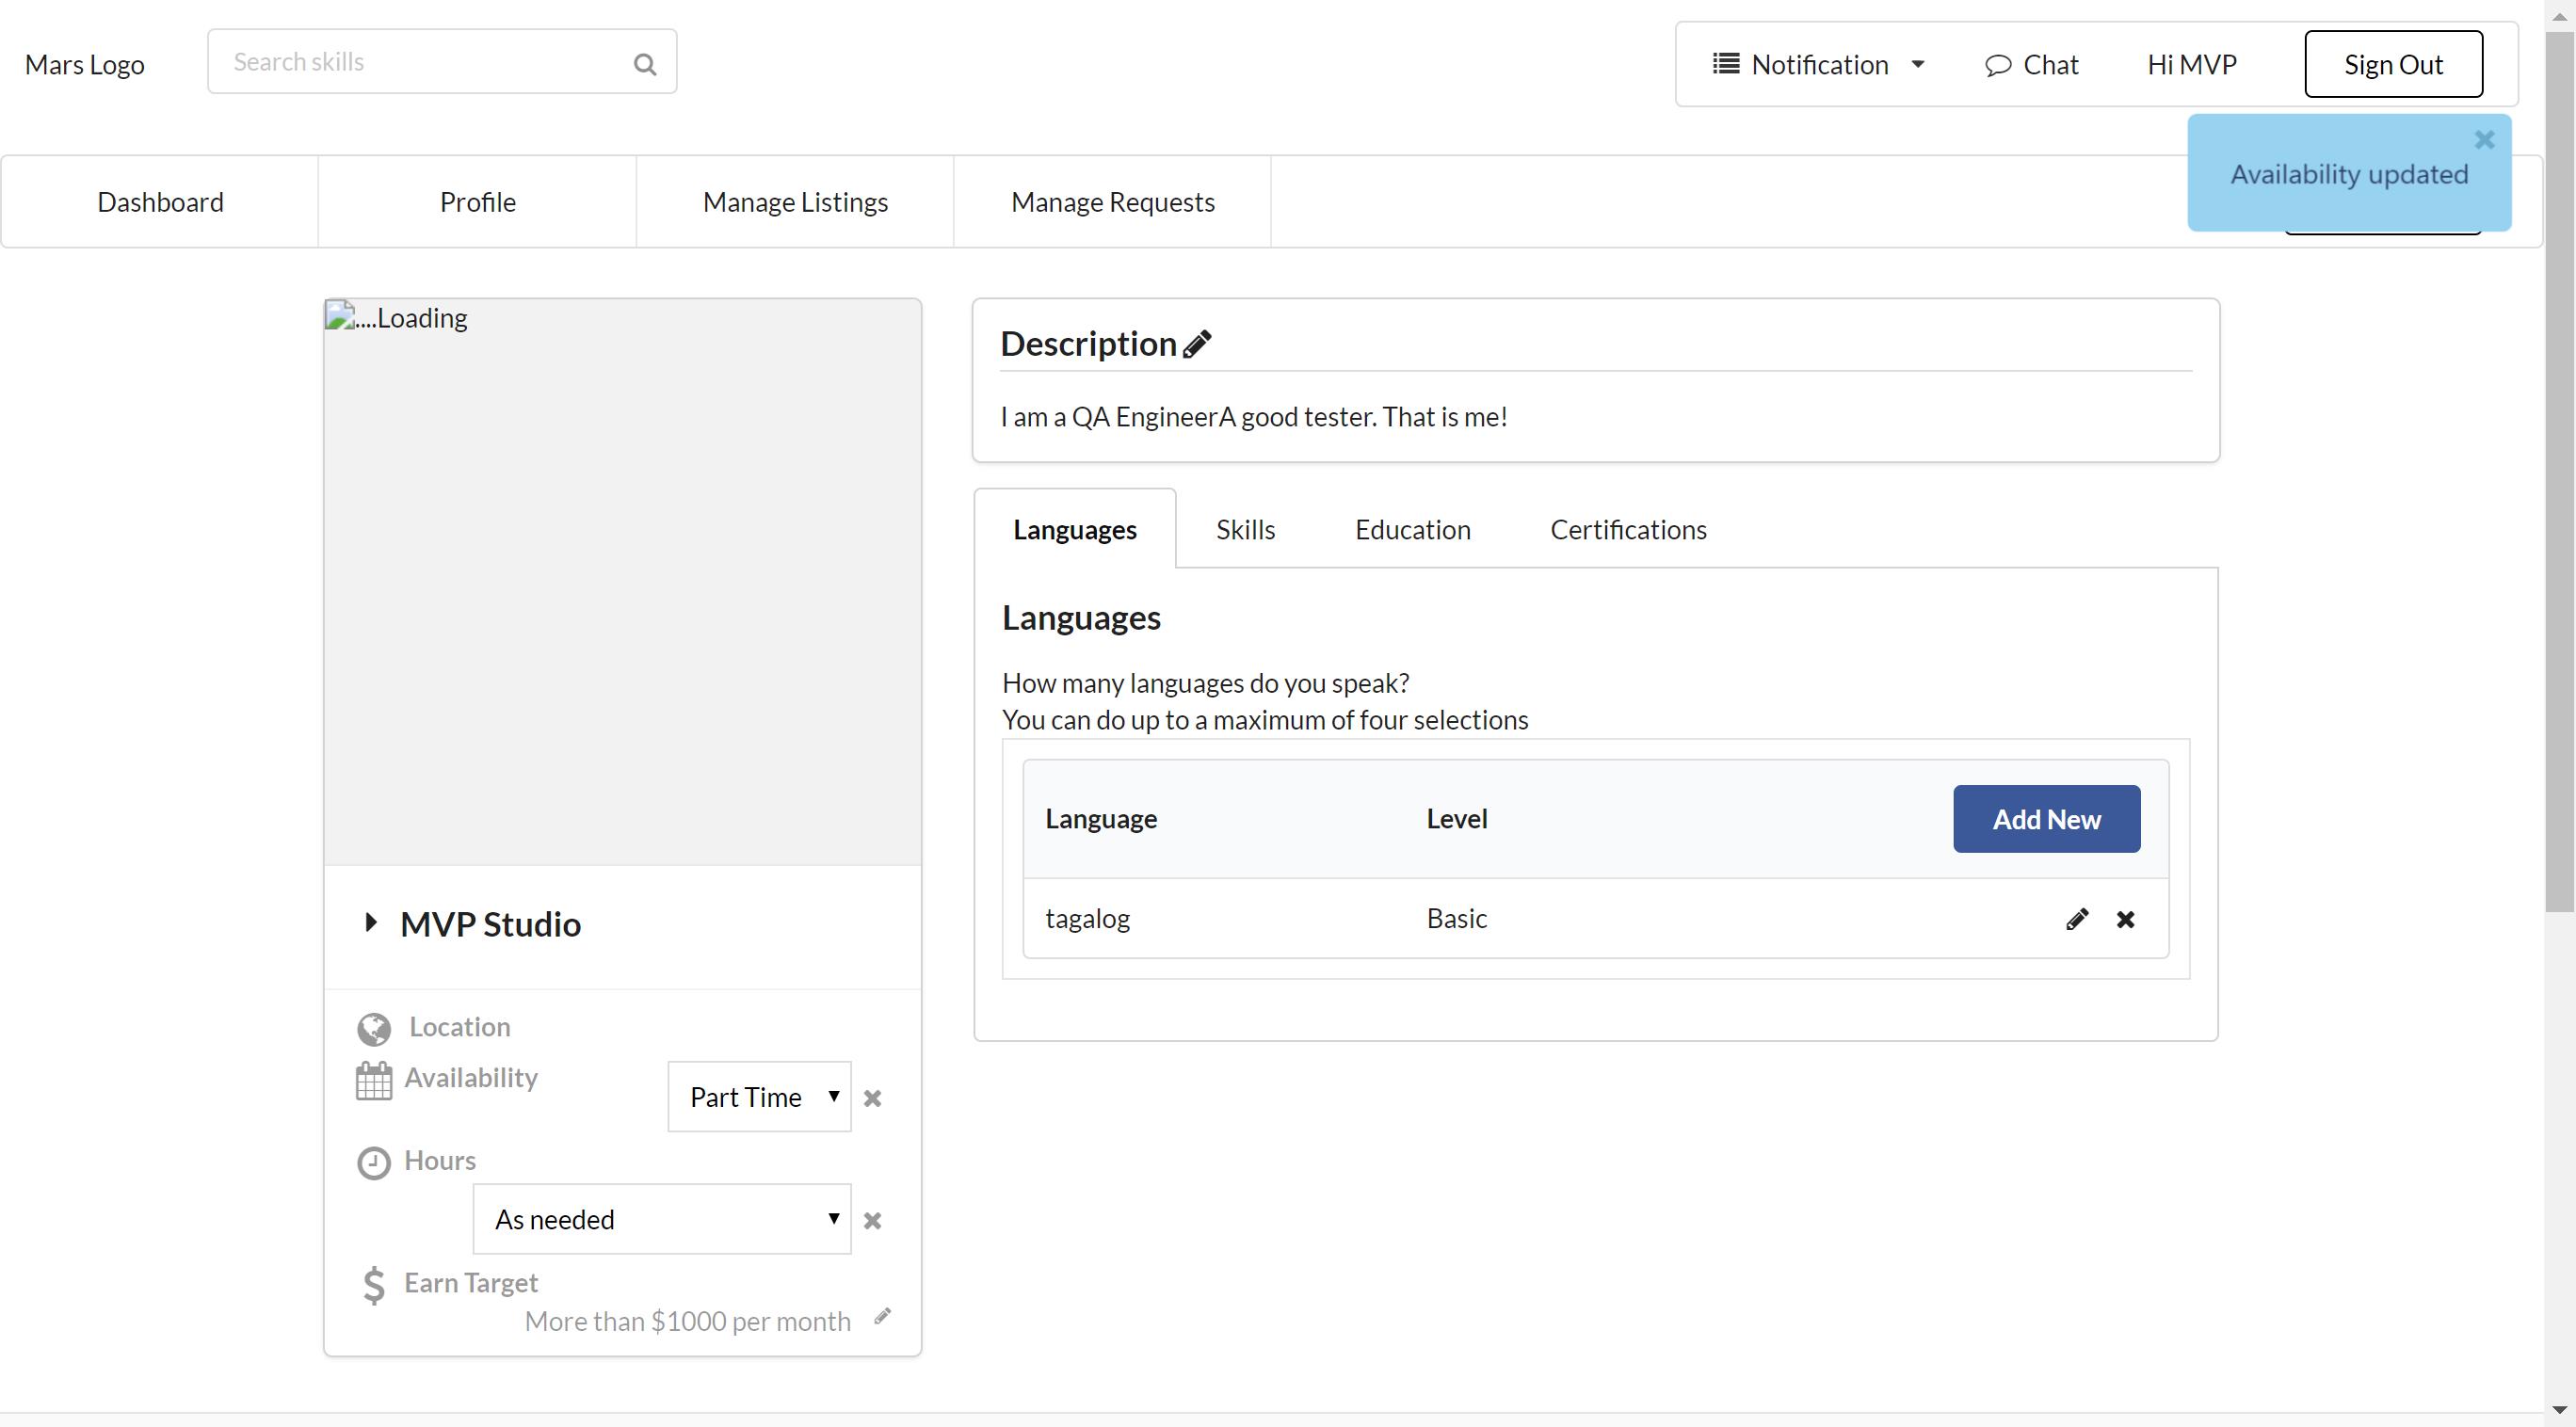 Mars Logo
Search skills
Notification
Chat
Hi MVP
Sign Out
Availability updated
Dashboard
Profile
Manage Listings
Manage Requests
....Loading
Description
I am a QA EngineerA good tester. That is me!
Languages
Skills
Education
Certifications
Languages
How many languages do you speak?
You can do up to a maximum of four selections
Language
Level
Add New
tagalog
Basic
MVP Studio
Location
Availability
Part Time
Hours
As needed
Earn Target
More than $1000 per month